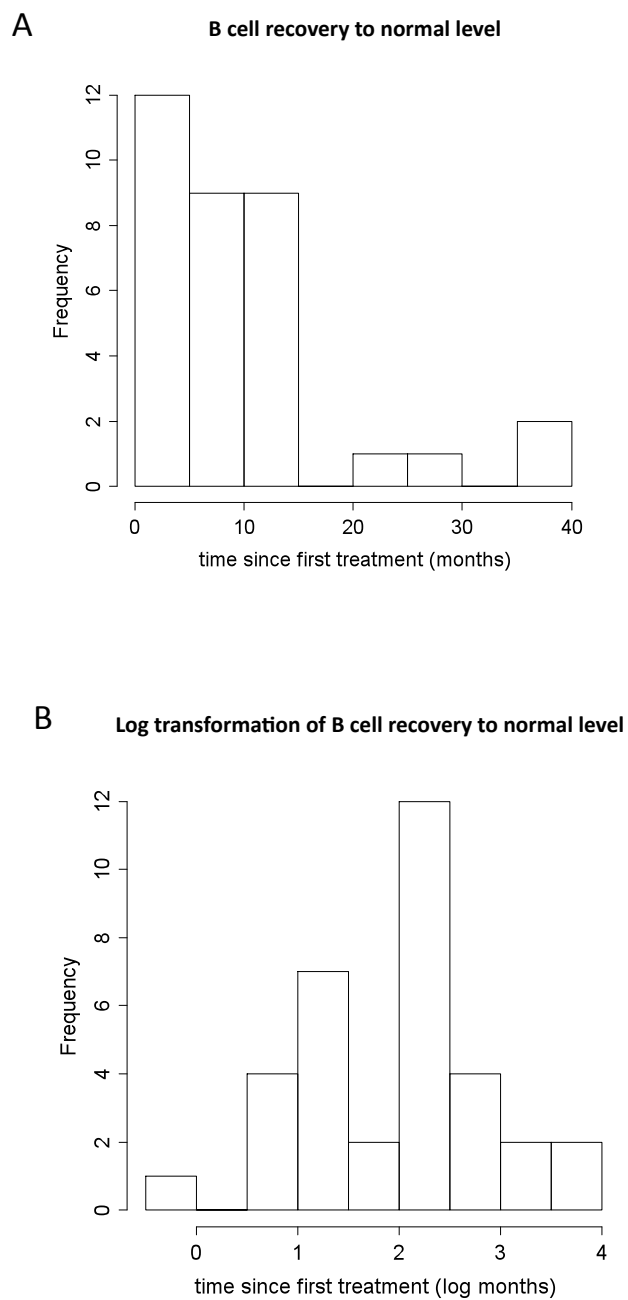 A
B cell recovery to normal level
12
10
8
6
4
2
0
Frequency
0 10 20 30 40
time since first treatment (months)
B
Log transformation of B cell recovery to normal level
12
10
8
6
4
2
0
Frequency
0 1 2 3 4
time since first treatment (log months)